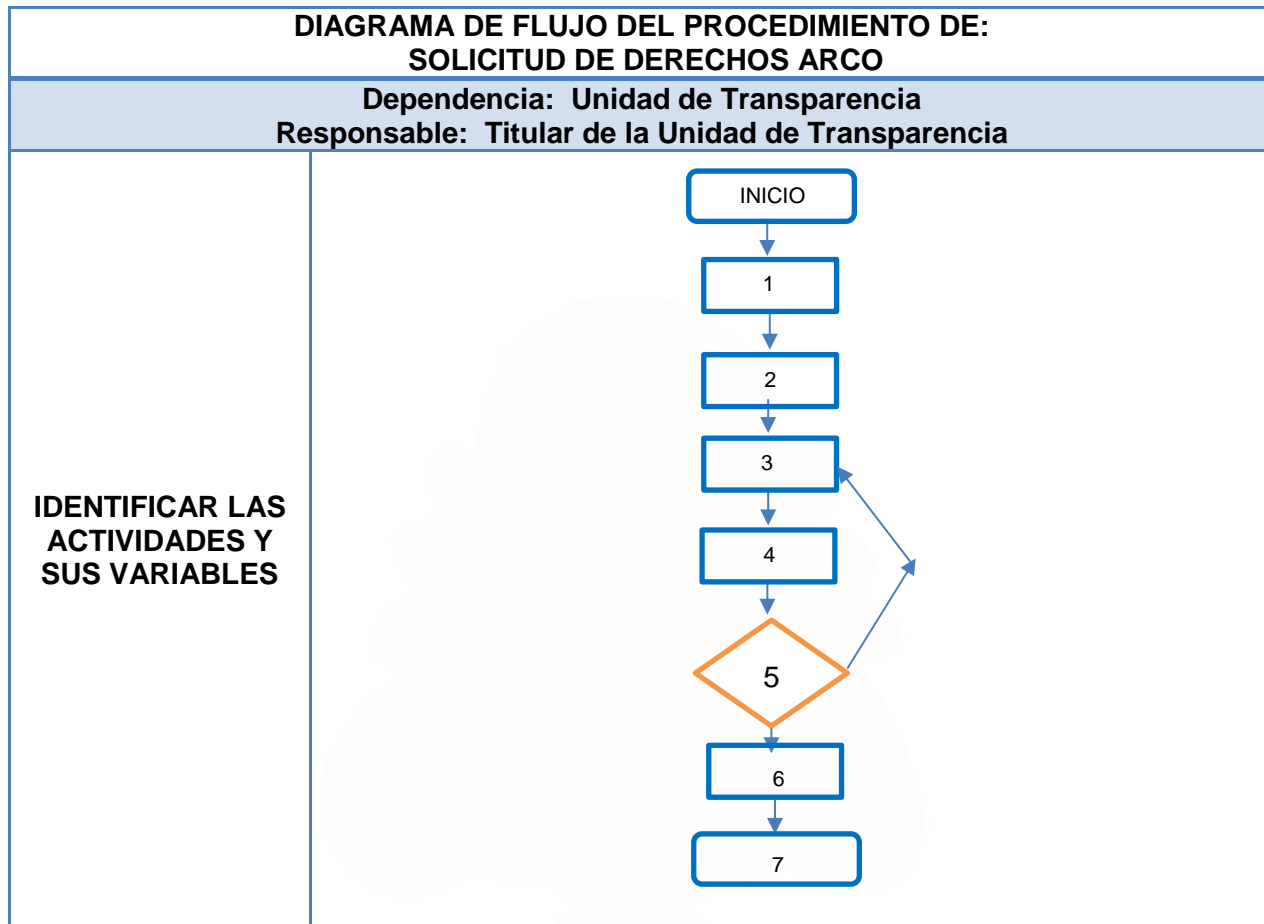 DIAGRAMA DE FLUJO DEL PROCEDIMIENTO DE:
SOLICITUD DE DERECHOS ARCO
Dependencia: Unidad de Transparencia
Responsable: Titular de la Unidad de Transparencia
IDENTIFICAR LAS
ACTIVIDADES Y
SUS VARIABLES
INICIO
1
2
3
4
5
6
7